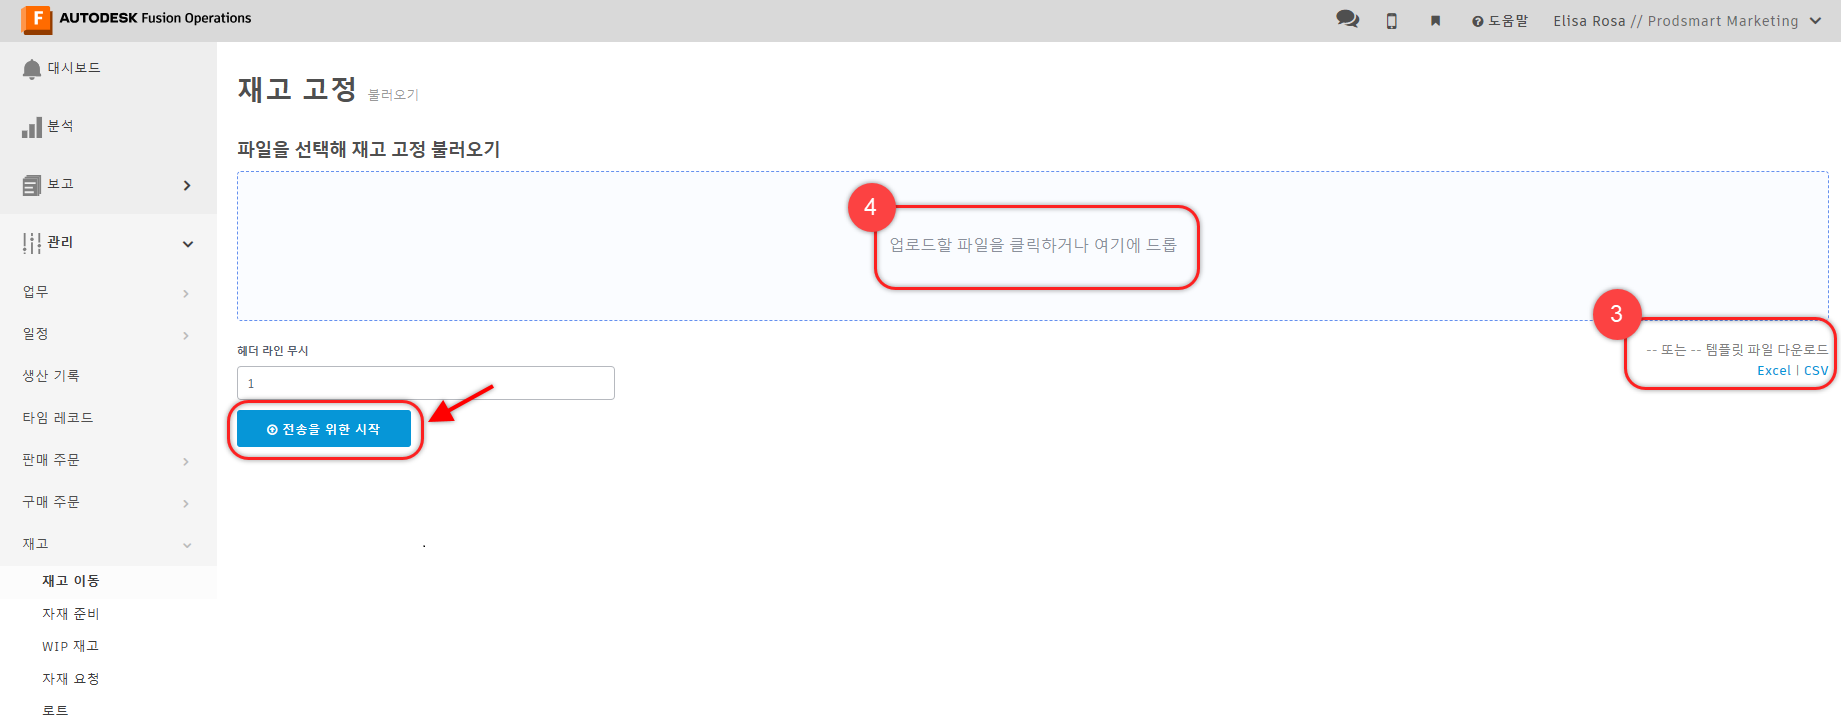 F AUTODESK Fusion Operations
도움말 Elisa Rosa // Prodsmart Marketing
대시보드
분석
보고
관리
업무
일정
생산 기록
타임 레코드
판매 주문
구매 주문
재고
재고 이동
자재 준비
WIP 재고
자재 요청
로트
재고 고정 불러오기
파일을 선택해 재고 고정 불러오기
4
업로드할 파일을 클릭하거나 여기에 드롭
3
-- 또는 -- 템플릿 파일 다운로드
Excel | CSV
헤더 라인 무시
1
전송을 위한 시작
.